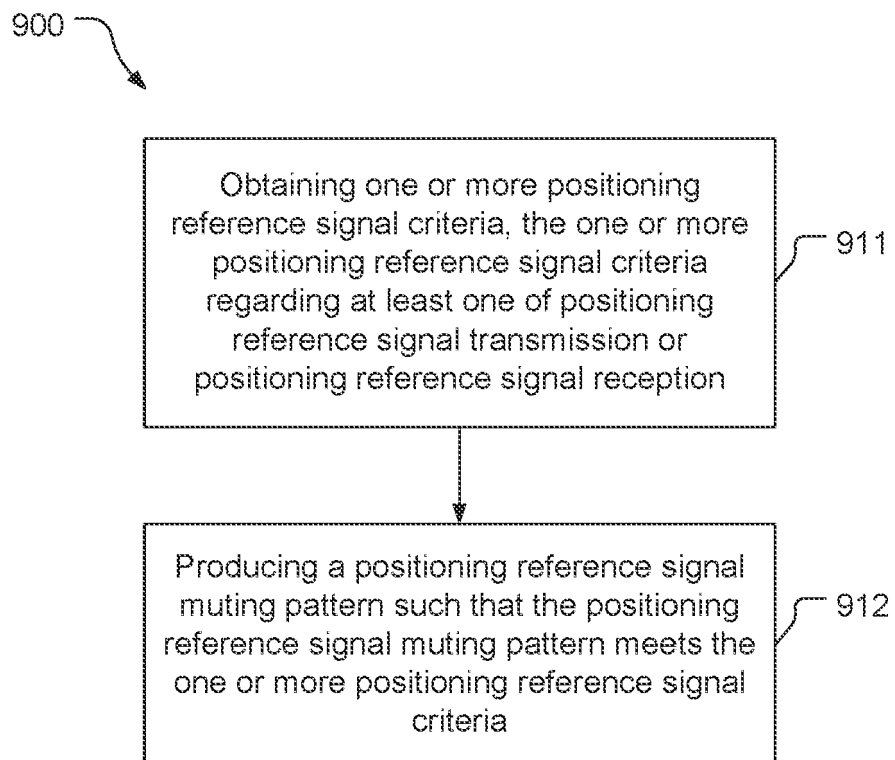 900
Obtaining one or more positioning
reference signal criteria, the one or more
positioning reference signal criteria
regarding at least one of positioning
reference signal transmission or
positioning reference signal reception
911
Producing a positioning reference signal
muting pattern such that the positioning
reference signal muting pattern meets the
one or more positioning reference signal
criteria
912